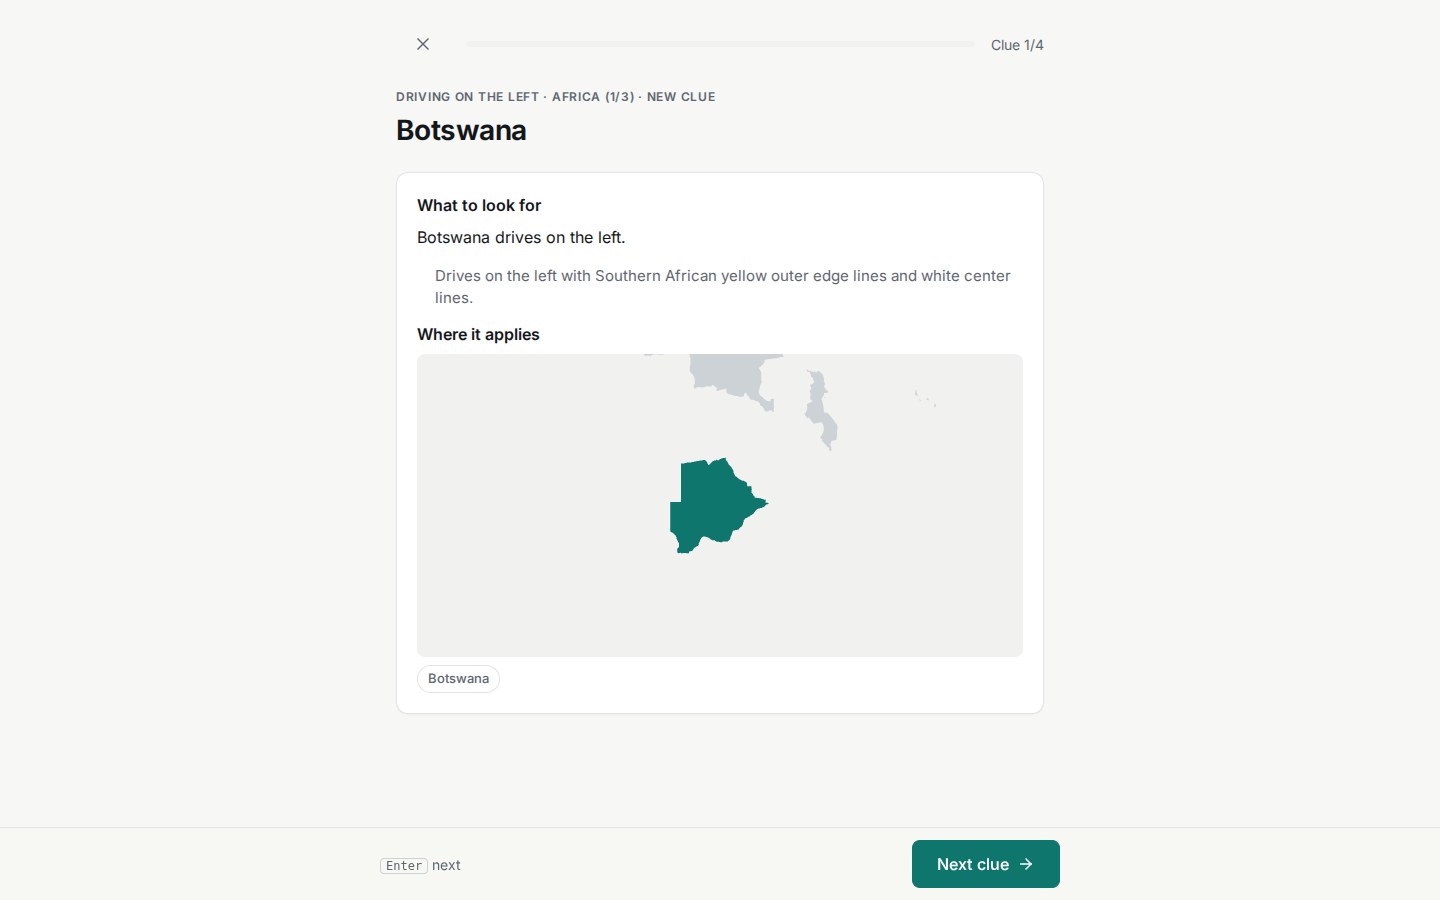 Clue 1/4
DRIVING ON THE LEFT · AFRICA (1/3) · NEW CLUE
Botswana
What to look for
Botswana drives on the left.
Drives on the left with Southern African yellow outer edge lines and white center
lines.
Where it applies
Botswana
Enter next
Next clue →